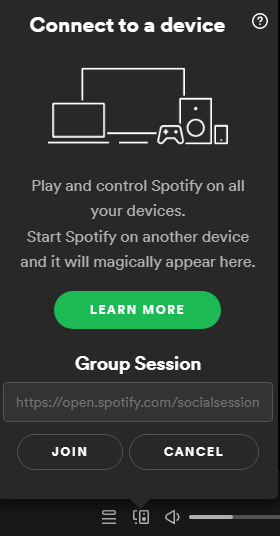 Connect to a device
Play and control Spotify on all
your devices.
Start Spotify on another device
and it will magically appear here.
LEARN MORE
Group Session
https://open.spotify.com/socialsession
JOIN
CANCEL